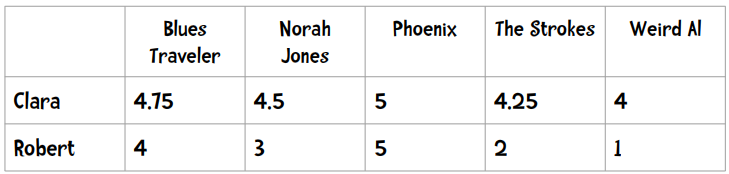 Blues Traveler Norah Jones Phoenix The Strokes Weird Al
Clara 4.75 4.5 5 4.25 4
Robert 4 3 5 2 1